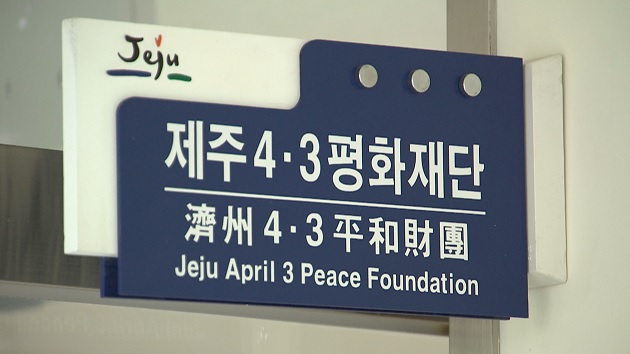 Jeju
제주4·3평화재단
濟州4·3平和財團
Jeju April 3 Peace Foundation